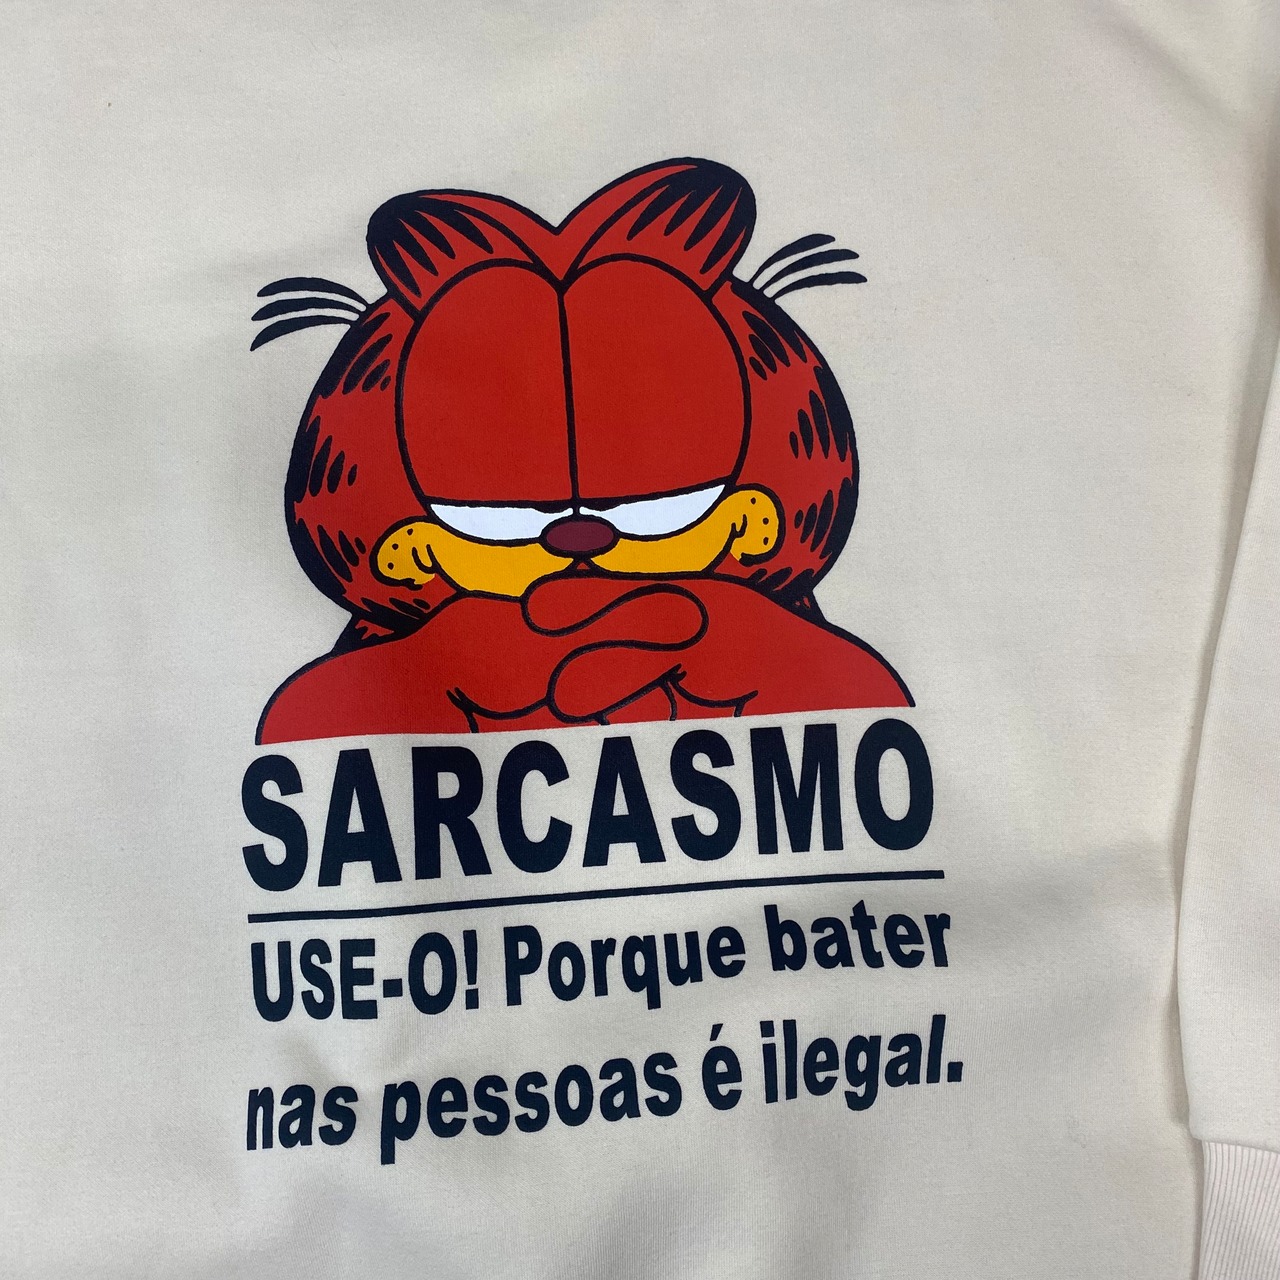 SARCASMO
USE-O! Porque bater
nas pessoas é ilegal.